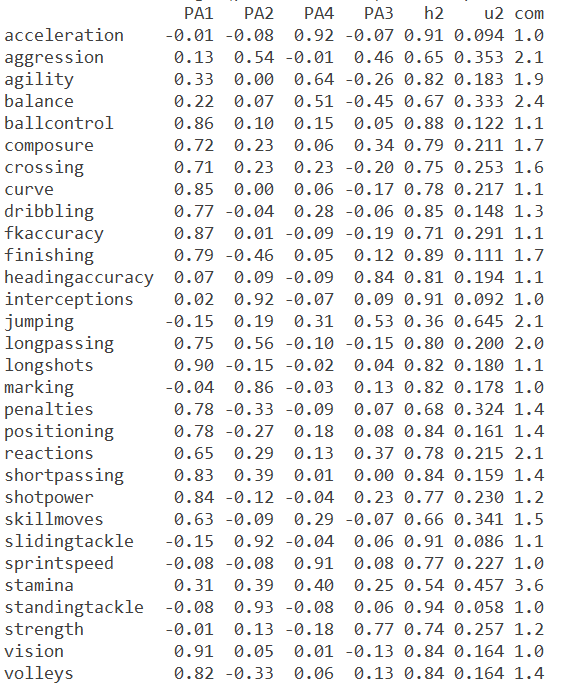 PA1 PA2 PA4 PA3 h2 u2 com
acceleration -0.01 -0.08 0.92 -0.07 0.91 0.094 1.0
aggression 0.13 0.54 -0.01 0.46 0.65 0.353 2.1
agility 0.33 0.00 0.64 -0.26 0.82 0.183 1.9
balance 0.22 0.07 0.51 -0.45 0.67 0.333 2.4
ballcontrol 0.86 0.10 0.15 0.05 0.88 0.122 1.1
composure 0.72 0.23 0.06 0.34 0.79 0.211 1.7
crossing 0.71 0.23 0.23 -0.20 0.75 0.253 1.6
curve 0.85 0.00 0.06 -0.17 0.78 0.217 1.1
dribbling 0.77 -0.04 0.28 -0.06 0.85 0.148 1.3
fkaccuracy 0.87 0.01 -0.09 -0.19 0.71 0.291 1.1
finishing 0.79 -0.46 0.05 0.12 0.89 0.111 1.7
headingaccuracy 0.07 0.09 -0.09 0.84 0.81 0.194 1.1
interceptions 0.02 0.92 -0.07 0.09 0.91 0.092 1.0
jumping -0.15 0.19 0.31 0.53 0.36 0.645 2.1
longpassing 0.75 0.56 -0.10 -0.15 0.80 0.200 2.0
longshots 0.90 -0.15 -0.02 0.04 0.82 0.180 1.1
marking -0.04 0.86 -0.03 0.13 0.82 0.178 1.0
penalties 0.78 -0.33 -0.09 0.07 0.68 0.324 1.4
positioning 0.78 -0.27 0.18 0.08 0.84 0.161 1.4
reactions 0.65 0.29 0.13 0.37 0.78 0.215 2.1
shortpassing 0.83 0.39 0.01 0.00 0.84 0.159 1.4
shotpower 0.84 -0.12 -0.04 0.23 0.77 0.230 1.2
skillmoves 0.63 -0.09 0.29 -0.07 0.66 0.341 1.5
slidingtackle -0.15 0.92 -0.04 0.06 0.91 0.086 1.1
sprintspeed -0.08 -0.08 0.91 0.08 0.77 0.227 1.0
stamina 0.31 0.39 0.40 0.25 0.54 0.457 3.6
standingtackle -0.08 0.93 -0.08 0.06 0.94 0.058 1.0
strength -0.01 0.13 -0.18 0.77 0.74 0.257 1.2
vision 0.91 0.05 0.01 -0.13 0.84 0.164 1.0
volleys 0.82 -0.33 0.06 0.13 0.84 0.164 1.4